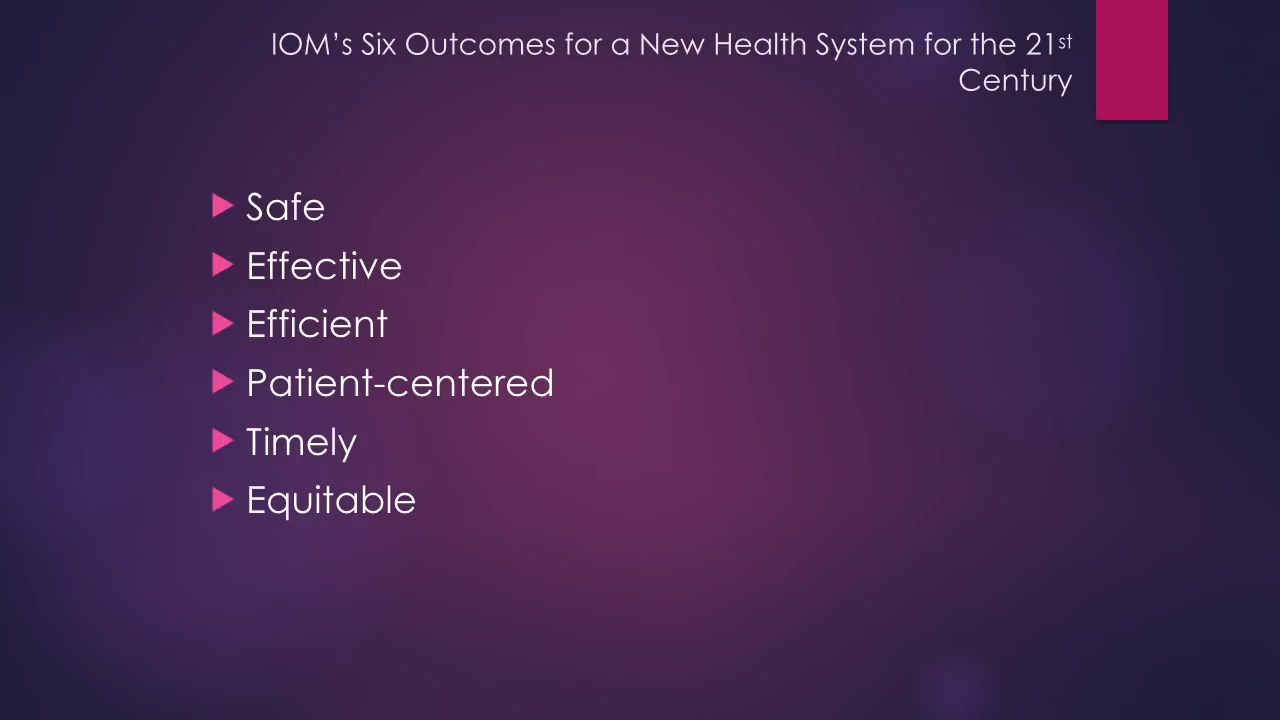 IOM’s Six Outcomes for a New Health System for the 21st
Century
Safe
Effective
Efficient
Patient-centered
Timely
Equitable